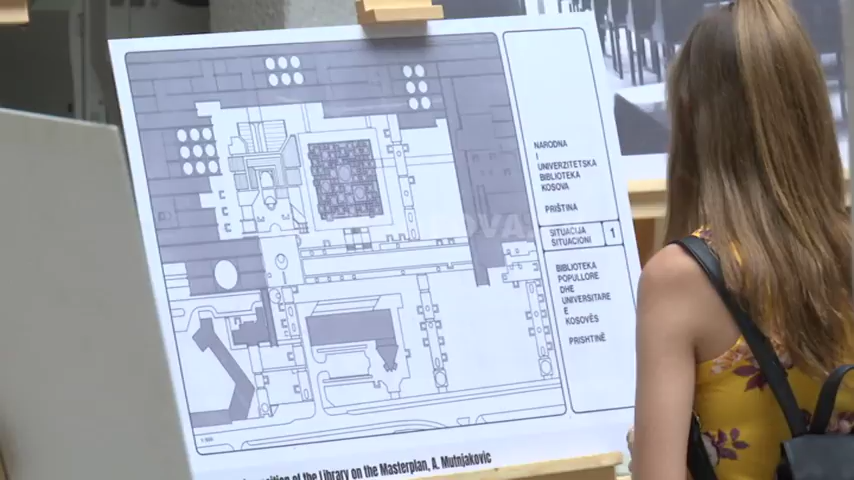 NARODNA
I
UNIVERZITETSKA
BIBLIOTEKA
KOSOVA
PRIŠTINA
SITUACIJA
SITUACIONI
1
BIBLIOTEKA
POPULLORE
DHE
UNIVERSITARE
E
KOSOVËS
PRISHTINË
of the Library on the Masterplan, A. Mutnjakovic